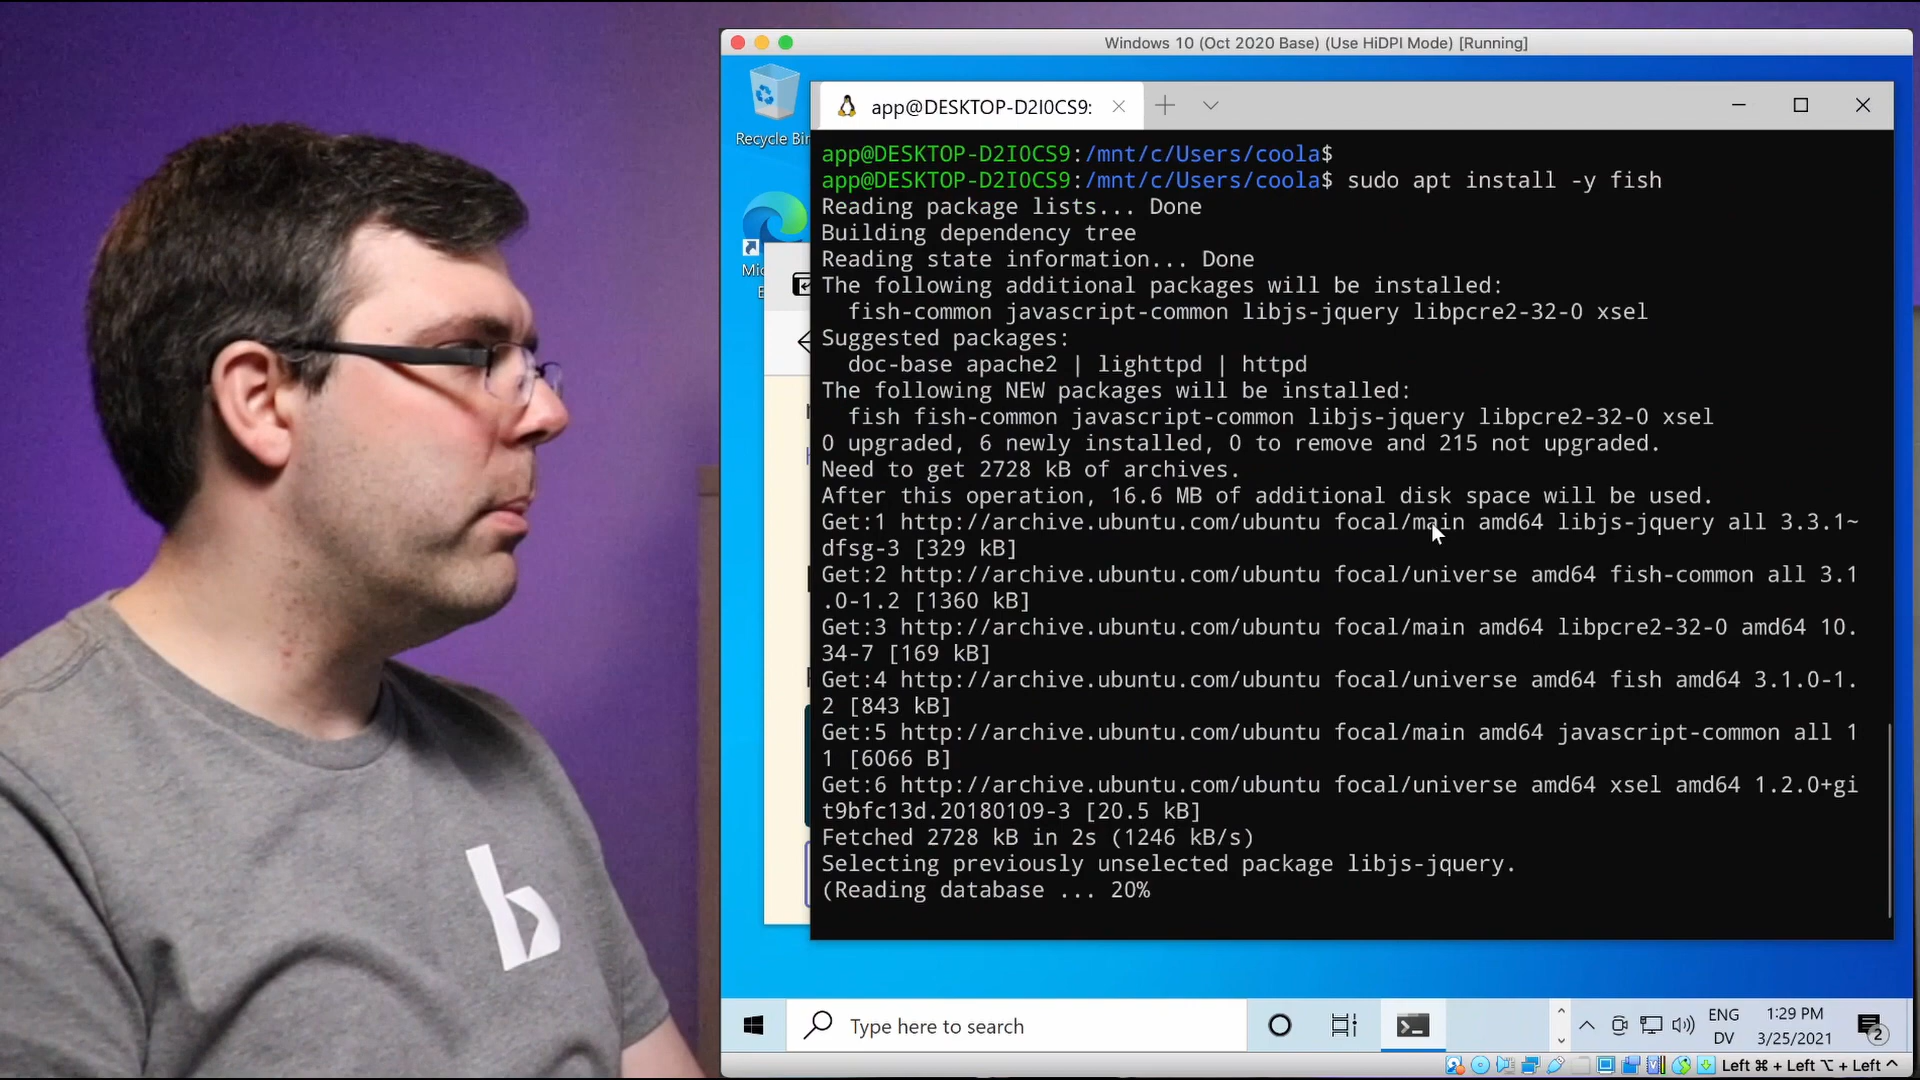 Windows 10 (Oct 2020 Base) (Use HiDPI Mode) [Running]
Recycle Bin
app@DESKTOP-D2I0CS9:
app@DESKTOP-D2I0CS9:/mnt/c/Users/coola$
app@DESKTOP-D2I0CS9:/mnt/c/Users/coola$ sudo apt install -y fish
Reading package lists... Done
Building dependency tree
Reading state information... Done
The following additional packages will be installed:
fish-common javascript-common libjs-jquery libpcre2-32-0 xsel
Suggested packages:
doc-base apache2 | lighttpd | httpd
The following NEW packages will be installed:
fish fish-common javascript-common libjs-jquery libpcre2-32-0 xsel
0 upgraded, 6 newly installed, 0 to remove and 215 not upgraded.
Need to get 2728 kB of archives.
After this operation, 16.6 MB of additional disk space will be used.
Get:1 http://archive.ubuntu.com/ubuntu focal/main amd64 libjs-jquery all 3.3.1~
dfsg-3 [329 kB]
Get:2 http://archive.ubuntu.com/ubuntu focal/universe amd64 fish-common all 3.1
.0-1.2 [1360 kB]
Get:3 http://archive.ubuntu.com/ubuntu focal/main amd64 libpcre2-32-0 amd64 10.
34-7 [169 kB]
Get:4 http://archive.ubuntu.com/ubuntu focal/universe amd64 fish amd64 3.1.0-1.
2 [843 kB]
Get:5 http://archive.ubuntu.com/ubuntu focal/main amd64 javascript-common all 1
1 [6066 B]
Get:6 http://archive.ubuntu.com/ubuntu focal/universe amd64 xsel amd64 1.2.0+gi
t9bfc13d.20180109-3 [20.5 kB]
Fetched 2728 kB in 2s (1246 kB/s)
Selecting previously unselected package libjs-jquery.
(Reading database ... 20%
b
Type here to search
ENG
DV
1:29 PM
3/25/2021
2
Left ⌘ + Left ⌥ + Left ^